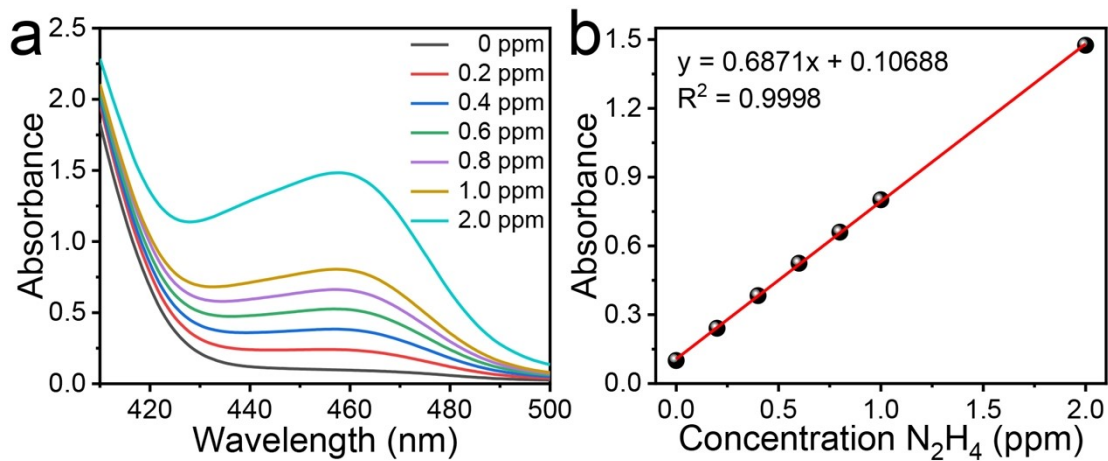 a
2.5
2.0
1.5
1.0
0.5
0.0
Absorbance
0 ppm
0.2 ppm
0.4 ppm
0.6 ppm
0.8 ppm
1.0 ppm
2.0 ppm
420 440 460 480 500
Wavelength (nm)
b
1.5
1.2
0.9
0.6
0.3
0.0
Absorbance
y = 0.6871x + 0.10688
R² = 0.9998
0.0 0.5 1.0 1.5 2.0
Concentration N₂H₄ (ppm)